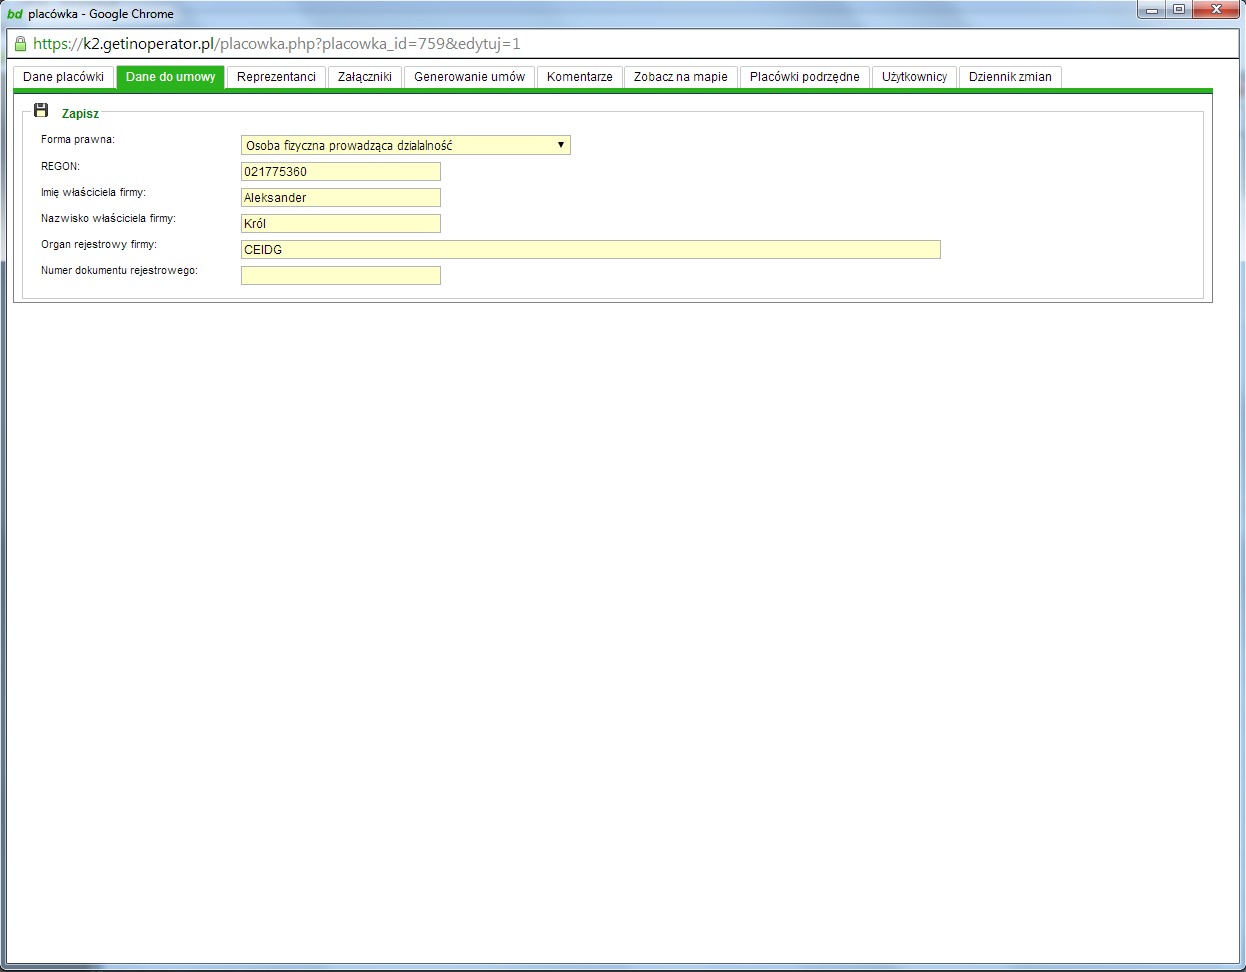 bd placówka - Google Chrome
https://k2.getinoperator.pl/placowka.php?placowka_id=759&edytuj=1
Dane placówki Dane do umowy Reprezentanci Załączniki Generowanie umów Komentarze Zobacz na mapie Placówki podrzędne Użytkownicy Dziennik zmian
Zapisz
Forma prawna: Osoba fizyczna prowadząca dzialalność
REGON: 021775360
Imię właściciela firmy: Aleksander
Nazwisko właściciela firmy: Król
Organ rejestrowy firmy: CEIDG
Numer dokumentu rejestrowego: